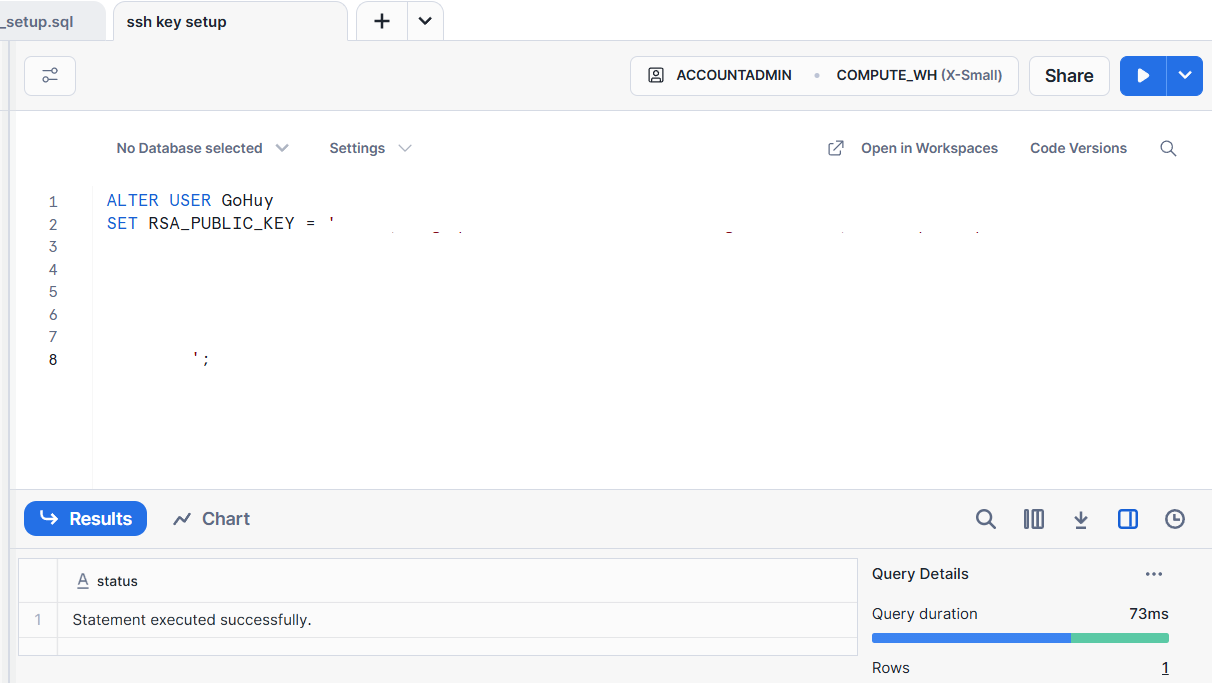 _setup.sql
ssh key setup
ACCOUNTADMIN
COMPUTE_WH (X-Small)
Share
No Database selected
Settings
Open in Workspaces
Code Versions
1 ALTER USER GoHuy
2 SET RSA_PUBLIC_KEY = '
3
4
5
6
7
8 ';
Results
Chart
A status
1 Statement executed successfully.
Query Details
...
Query duration 73ms
Rows 1